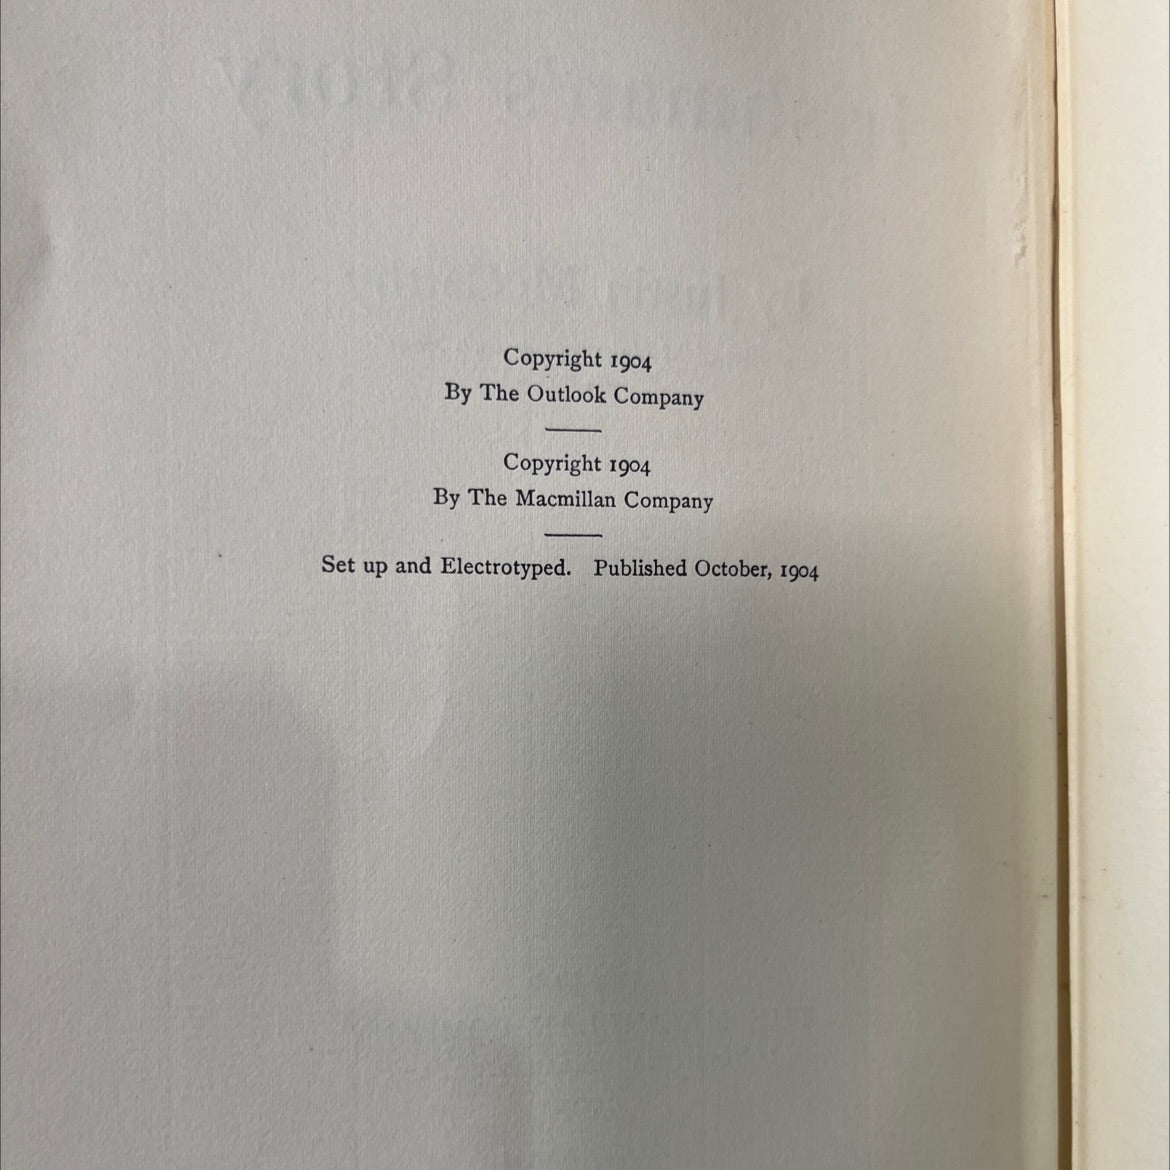 Copyright 1904
By The Outlook Company
Copyright 1904
By The Macmillan Company
Set up and Electrotyped. Published October, 1904